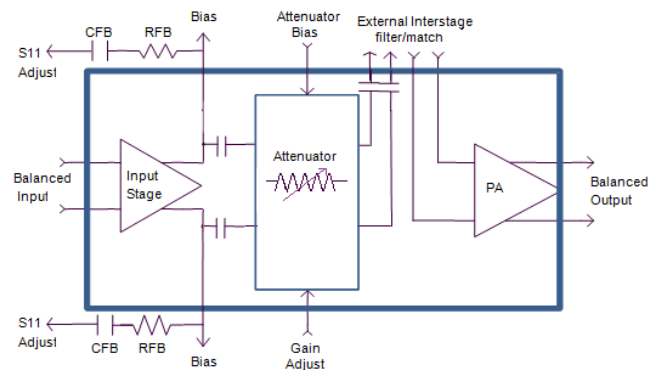 Bias
Attenuator
Bias
External Interstage
filter/match
CFB
RFB
S11
Adjust
Balanced
Input
Input
Stage
Attenuator
PA
Balanced
Output
S11
Adjust
CFB
RFB
Bias
Gain
Adjust